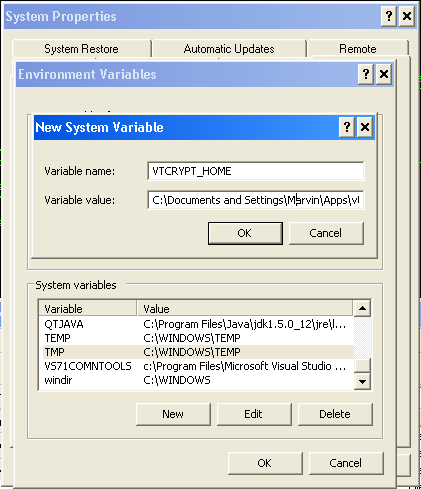 System Properties
System Restore Automatic Updates Remote
Environment Variables
New System Variable
Variable name: VTCRYPT_HOME
Variable value: C:\Documents and Settings\Marvin\Apps\
OK Cancel
System variables
Variable Value
QTJAVA C:\Program Files\Java\jdk1.5.0_12\jre\l...
TEMP C:\WINDOWS\TEMP
TMP C:\WINDOWS\TEMP
VS71COMNTOOLS c:\Program Files\Microsoft Visual Studio ...
windir C:\WINDOWS
New Edit Delete
OK Cancel